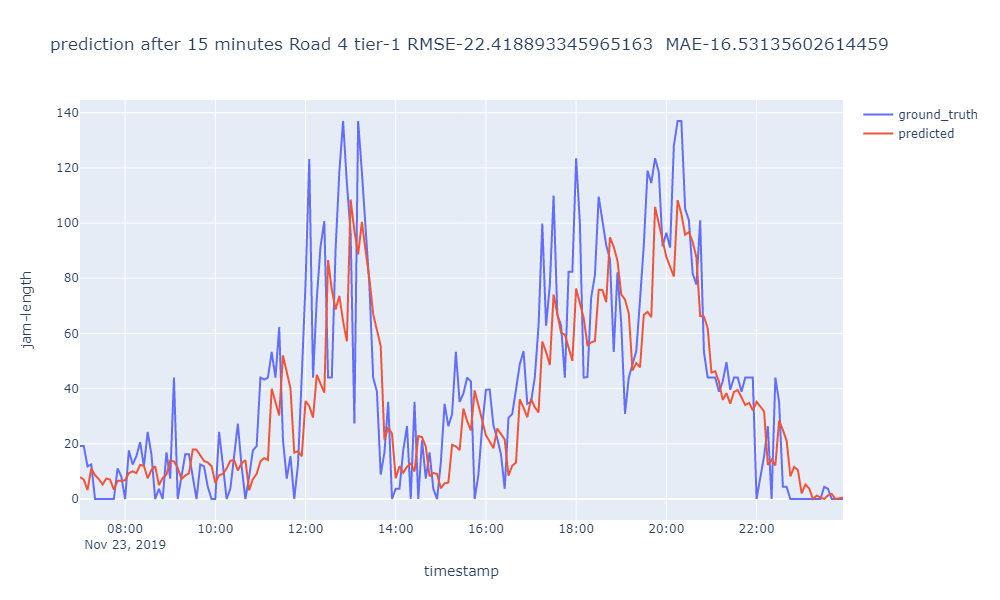 prediction after 15 minutes Road 4 tier-1 RMSE-22.418893345965163  MAE-16.53135602614459
ground_truth
predicted
140
120
100
80
60
40
20
0
jam-length
08:00 10:00 12:00 14:00 16:00 18:00 20:00 22:00
Nov 23, 2019
timestamp